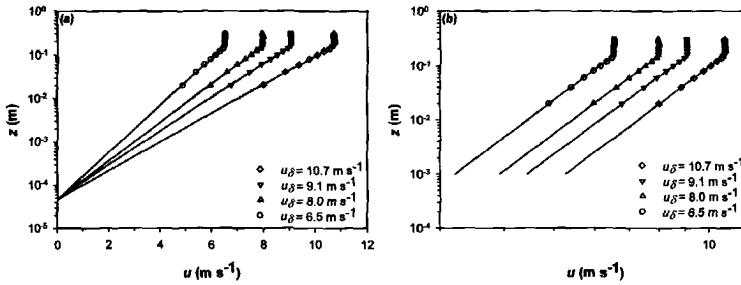 (a)
z (m)
10⁰
10⁻¹
10⁻²
10⁻³
10⁻⁴
10⁻⁵
0 2 4 6 8 10 12
u (m s⁻¹)
uδ = 10.7 m s⁻¹
uδ = 9.1 m s⁻¹
uδ = 8.0 m s⁻¹
uδ = 6.5 m s⁻¹
(b)
z (m)
10⁰
10⁻¹
10⁻²
10⁻³
10⁻⁴
10
u (m s⁻¹)
uδ = 10.7 m s⁻¹
uδ = 9.1 m s⁻¹
uδ = 8.0 m s⁻¹
uδ = 6.5 m s⁻¹